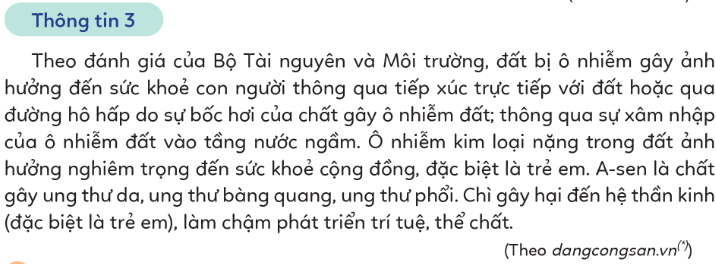 Thông tin 3
Theo đánh giá của Bộ Tài nguyên và Môi trường, đất bị ô nhiễm gây ảnh
hưởng đến sức khoẻ con người thông qua tiếp xúc trực tiếp với đất hoặc qua
đường hô hấp do sự bốc hơi của chất gây ô nhiễm đất; thông qua sự xâm nhập
của ô nhiễm đất vào tầng nước ngầm. Ô nhiễm kim loại nặng trong đất ảnh
hưởng nghiêm trọng đến sức khoẻ cộng đồng, đặc biệt là trẻ em. A-sen là chất
gây ung thư da, ung thư bàng quang, ung thư phổi. Chì gây hại đến hệ thần kinh
(đặc biệt là trẻ em), làm chậm phát triển trí tuệ, thể chất.
(Theo dangcongsan.vn(*))